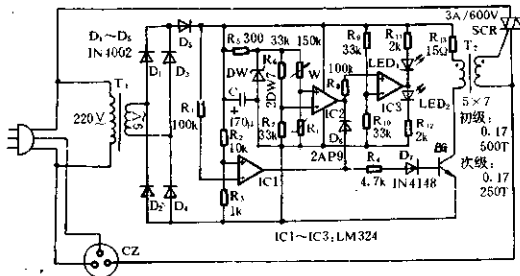 D₁~D₅
IN4002
D₅
D₁
D₃
D₂
D₄
T₁
220V
5
R₁
100k
R₅ 300
33k
150k
DW
R₆
2DW7
W
C
470μ
R₂
10k
33k
R₃
1k
IC1
IC2
100k
R₈
D₆
2AP9
R₉
33k
R₁₁
2k
LED₁
IC3
LED₂
R₁₀
33k
R₁₂
2k
R₄
4.7k
D₇
IN4148
BG
3A/600V
SCR
R₁₃
15Ω
T₂
5×7
初级:
0.17
500T
次级:
0.17
250T
CZ
IC1~IC3:LM324